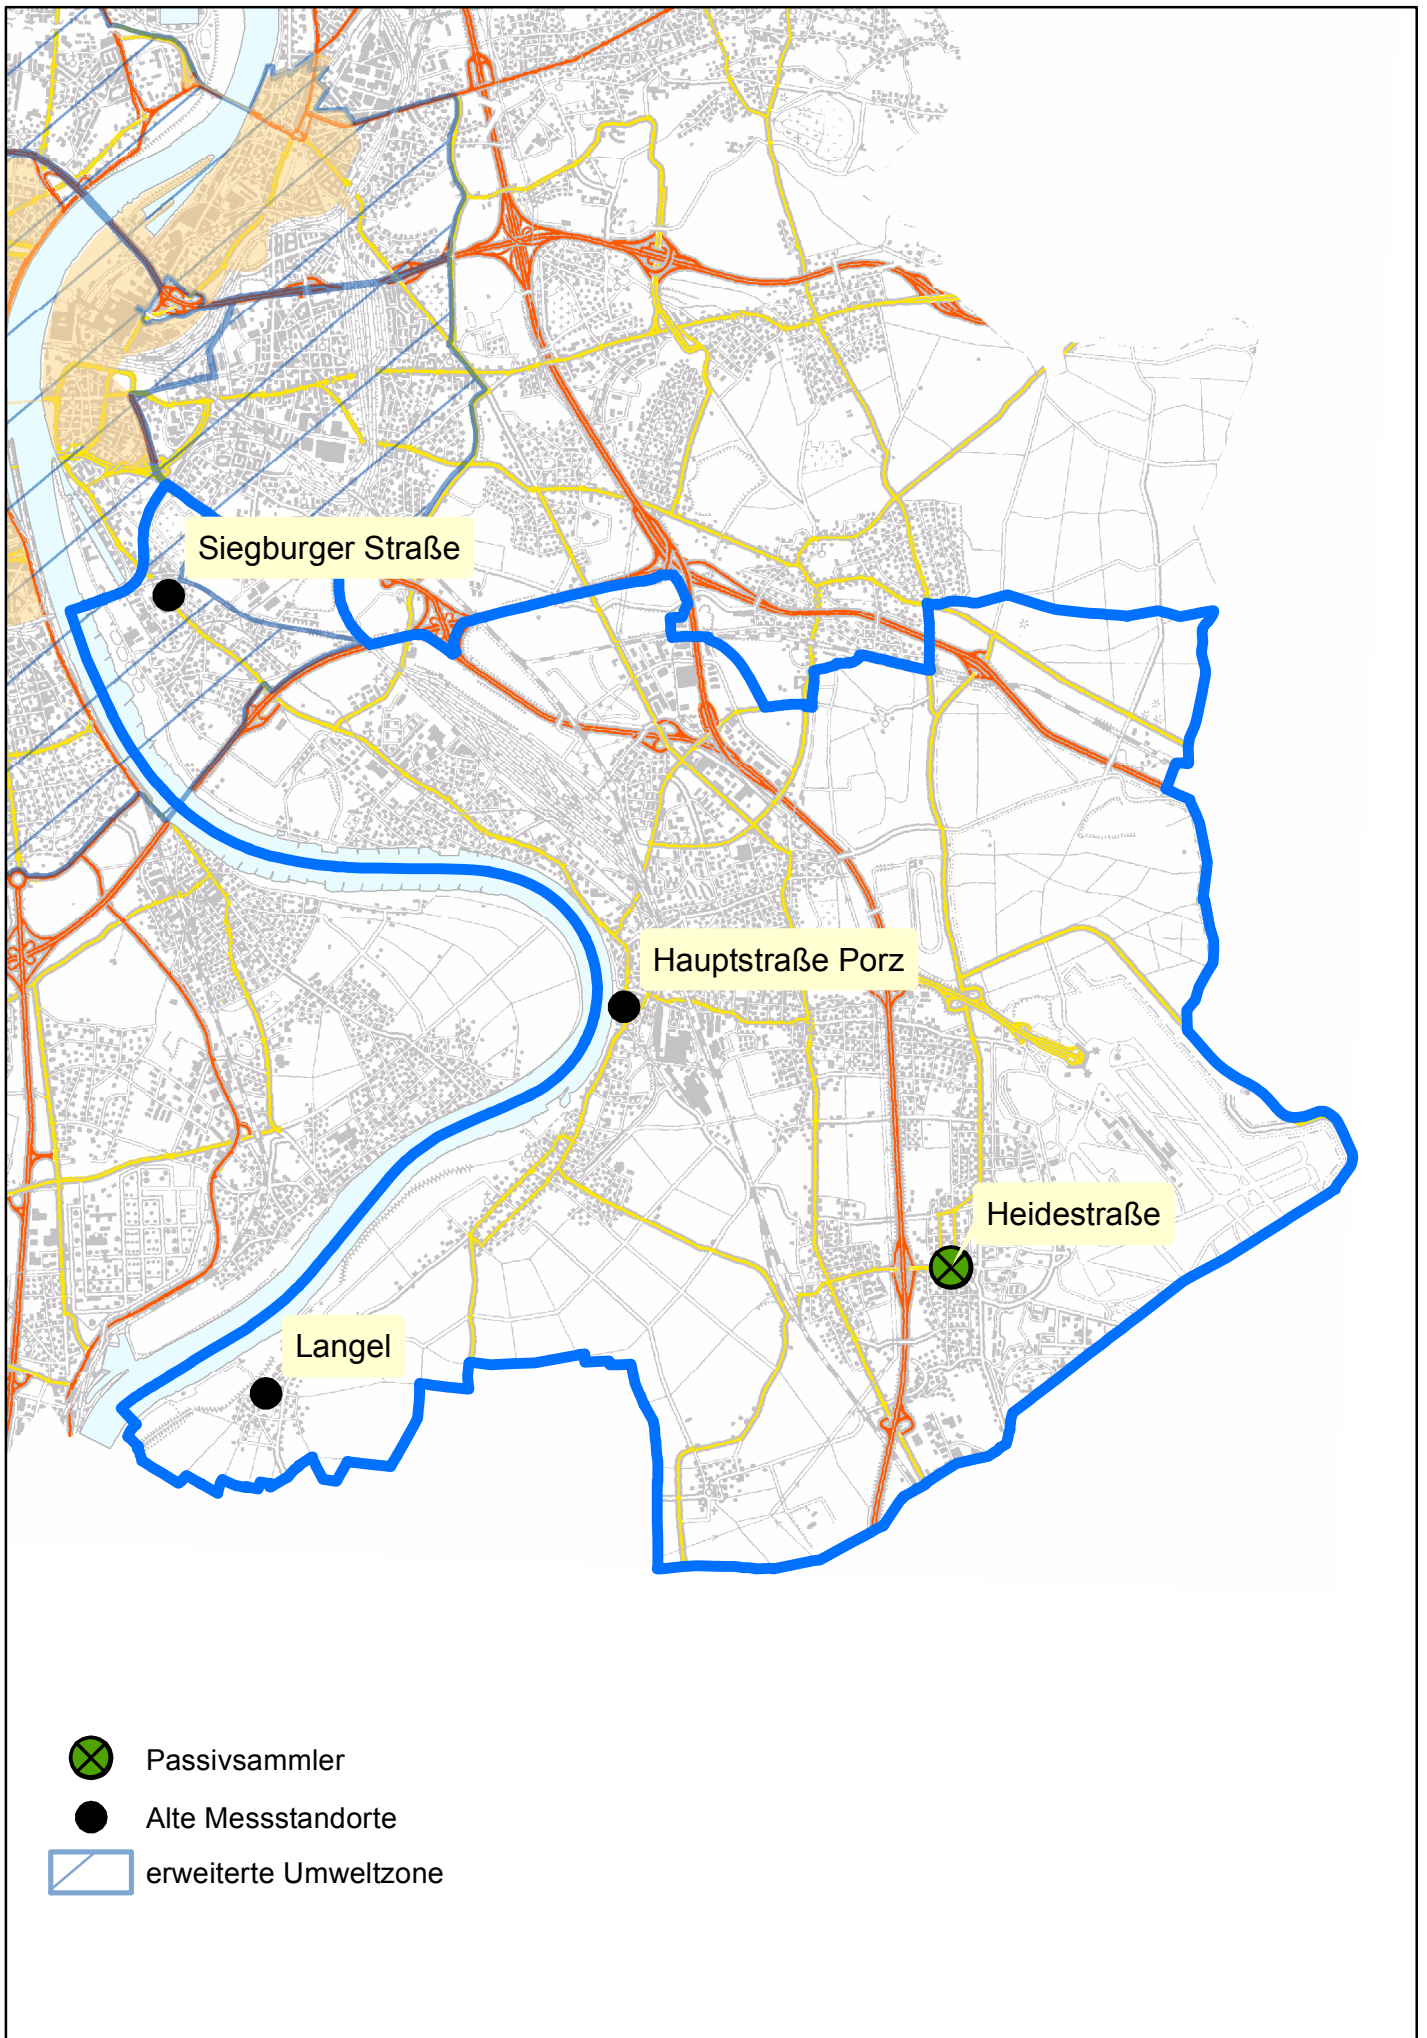 Siegburger Straße
Hauptstraße Porz
Heidestraße
Langel
Passivsammler
Alte Messstandorte
erweiterte Umweltzone